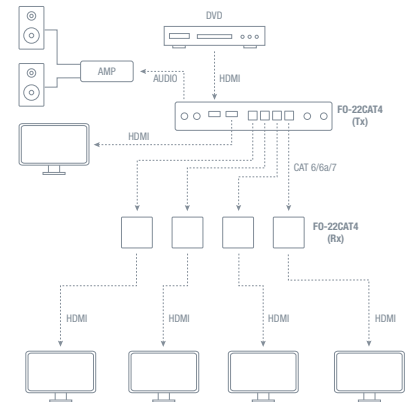 DVD
AMP
AUDIO
HDMI
FO-22CAT4
(Tx)
HDMI
CAT 6/6a/7
FO-22CAT4
(Rx)
HDMI
HDMI
HDMI
HDMI